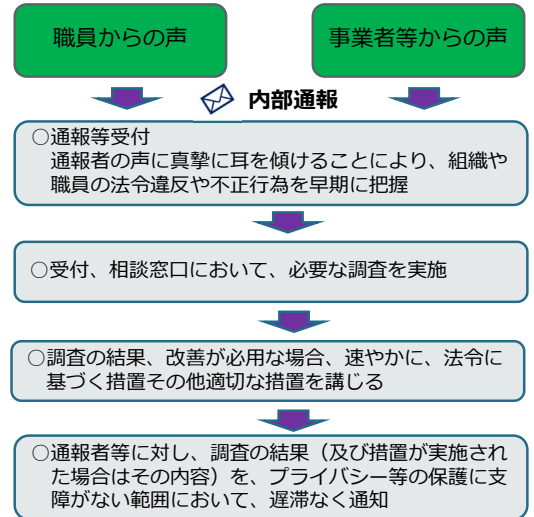 職員からの声
事業者等からの声
内部通報
○通報等受付
通報者の声に真摯に耳を傾けることにより、組織や
職員の法令違反や不正行為を早期に把握
○受付、相談窓口において、必要な調査を実施
○調査の結果、改善が必用な場合、速やかに、法令に
基づく措置その他適切な措置を講じる
○通報者等に対し、調査の結果（及び措置が実施され
た場合はその内容）を、プライバシー等の保護に支
障がない範囲において、遅滞なく通知